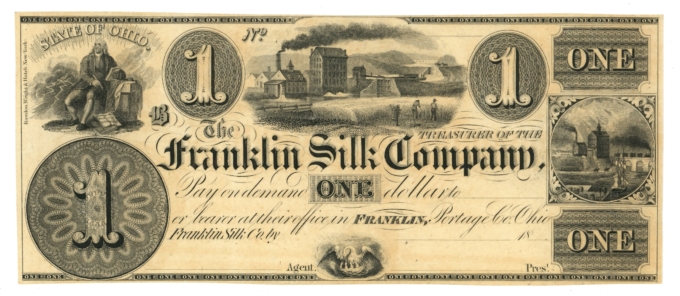 STATE OF OHIO.
No
1
1
ONE
B
The
TREASURER OF THE
Franklin Silk Company,
Pay on demand ONE dollar to
or bearer at their office in FRANKLIN, Portage Co. Ohio
Franklin Silk Co. by
18
1
ONE
Agent.
Prest.